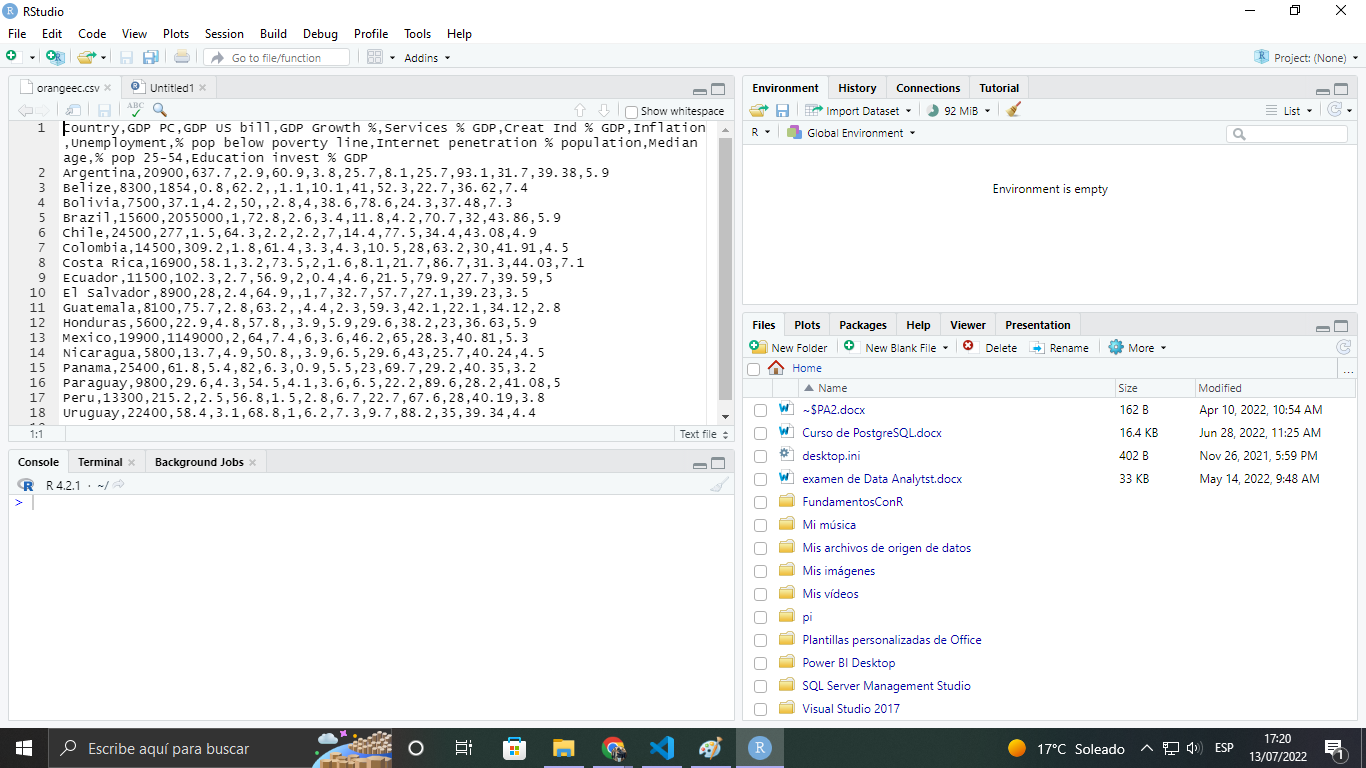 RStudio
File Edit Code View Plots Session Build Debug Profile Tools Help
Go to file/function Addins Project: (None)
orangeec.csv Untitled1
Show whitespace
1 Country,GDP PC,GDP US bill,GDP Growth %,Services % GDP,Creat Ind % GDP,Inflation
,Unemployment,% pop below poverty line,Internet penetration % population,Median
age,% pop 25-54,Education invest % GDP
2 Argentina,20900,637.7,2.9,60.9,3.8,25.7,8.1,25.7,93.1,31.7,39.38,5.9
3 Belize,8300,1854,0.8,62.2,,1.1,10.1,41,52.3,22.7,36.62,7.4
4 Bolivia,7500,37.1,4.2,50,,2.8,4,38.6,78.6,24.3,37.48,7.3
5 Brazil,15600,2055000,1,72.8,2.6,3.4,11.8,4.2,70.7,32,43.86,5.9
6 Chile,24500,277,1.5,64.3,2.2,2.2,7,14.4,77.5,34.4,43.08,4.9
7 Colombia,14500,309.2,1.8,61.4,3.3,4.3,10.5,28,63.2,30,41.91,4.5
8 Costa Rica,16900,58.1,3.2,73.5,2,1.6,8.1,21.7,86.7,31.3,44.03,7.1
9 Ecuador,11500,102.3,2.7,56.9,2,0.4,4.6,21.5,79.9,27.7,39.59,5
10 El Salvador,8900,28,2.4,64.9,,1,7,32.7,57.7,27.1,39.23,3.5
11 Guatemala,8100,75.7,2.8,63.2,,4.4,2.3,59.3,42.1,22.1,34.12,2.8
12 Honduras,5600,22.9,4.8,57.8,,3.9,5.9,29.6,38.2,23,36.63,5.9
13 Mexico,19900,1149000,2,64,7.4,6,3.6,46.2,65,28.3,40.81,5.3
14 Nicaragua,5800,13.7,4.9,50.8,,3.9,6.5,29.6,43,25.7,40.24,4.5
15 Panama,25400,61.8,5.4,82,6.3,0.9,5.5,23,69.7,29.2,40.35,3.2
16 Paraguay,9800,29.6,4.3,54.5,4.1,3.6,6.5,22.2,89.6,28.2,41.08,5
17 Peru,13300,215.2,2.5,56.8,1.5,2.8,6.7,22.7,67.6,28,40.19,3.8
18 Uruguay,22400,58.4,3.1,68.8,1,6.2,7.3,9.7,88.2,35,39.34,4.4
1:1 Text file
Console Terminal Background Jobs
R 4.2.1 · ~/
>
Environment History Connections Tutorial
Import Dataset 92 MiB List
R Global Environment
Environment is empty
Files Plots Packages Help Viewer Presentation
New Folder New Blank File Delete Rename More
Home ...
Name Size Modified
~$PA2.docx 162 B Apr 10, 2022, 10:54 AM
Curso de PostgreSQL.docx 16.4 KB Jun 28, 2022, 11:25 AM
desktop.ini 402 B Nov 26, 2021, 5:59 PM
examen de Data Analytst.docx 33 KB May 14, 2022, 9:48 AM
FundamentosConR
Mi música
Mis archivos de origen de datos
Mis imágenes
Mis vídeos
pi
Plantillas personalizadas de Office
Power BI Desktop
SQL Server Management Studio
Visual Studio 2017
Escribe aquí para buscar
17°C Soleado ESP 17:20
13/07/2022 1